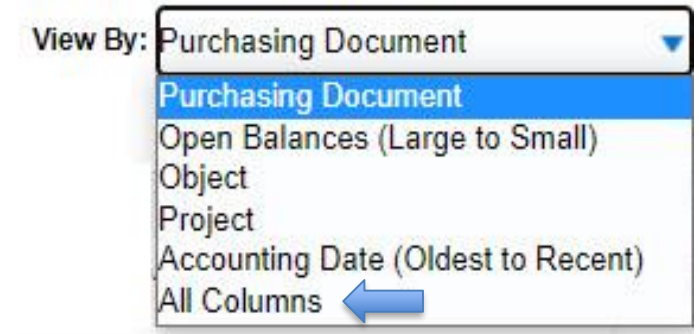 View By: Purchasing Document
Purchasing Document
Open Balances (Large to Small)
Object
Project
Accounting Date (Oldest to Recent)
All Columns